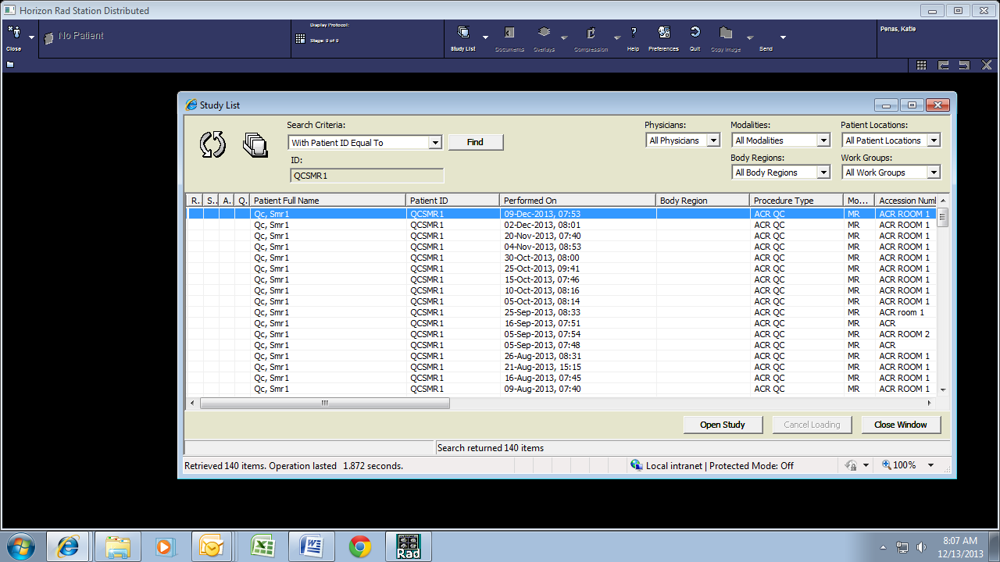 Horizon Rad Station Distributed
Close
No Patient
Display Protocol:
Stage: 0 of 0
Study List
Documents
Overlays
Compression
Help
Preferences
Quit
Copy Image
Send
Penas, Katie
Study List
Search Criteria:
With Patient ID Equal To
Find
ID:
QCSMR1
Physicians:
All Physicians
Modalities:
All Modalities
Patient Locations:
All Patient Locations
Body Regions:
All Body Regions
Work Groups:
All Work Groups
R. S.. A. Q. Patient Full Name Patient ID Performed On Body Region Procedure Type Mo... Accession Numl
Qc, Smr1 QCSMR1 09-Dec-2013, 07:53 ACR QC MR ACR ROOM 1
Qc, Smr1 QCSMR1 02-Dec-2013, 08:01 ACR QC MR ACR ROOM 1
Qc, Smr1 QCSMR1 20-Nov-2013, 07:40 ACR QC MR ACR ROOM 1
Qc, Smr1 QCSMR1 04-Nov-2013, 08:53 ACR QC MR ACR ROOM 1
Qc, Smr1 QCSMR1 30-Oct-2013, 08:00 ACR QC MR ACR ROOM 1
Qc, Smr1 QCSMR1 25-Oct-2013, 09:41 ACR QC MR ACR ROOM 1
Qc, Smr1 QCSMR1 15-Oct-2013, 07:46 ACR QC MR ACR ROOM 1
Qc, Smr1 QCSMR1 10-Oct-2013, 08:16 ACR QC MR ACR ROOM 1
Qc, Smr1 QCSMR1 05-Oct-2013, 08:14 ACR QC MR ACR ROOM 1
Qc, Smr1 QCSMR1 25-Sep-2013, 08:33 ACR QC MR ACR room 1
Qc, Smr1 QCSMR1 16-Sep-2013, 07:51 ACR QC MR ACR
Qc, Smr1 QCSMR1 05-Sep-2013, 07:54 ACR QC MR ACR ROOM 2
Qc, Smr1 QCSMR1 05-Sep-2013, 07:48 ACR QC MR ACR
Qc, Smr1 QCSMR1 26-Aug-2013, 08:31 ACR QC MR ACR ROOM 1
Qc, Smr1 QCSMR1 21-Aug-2013, 15:15 ACR QC MR ACR ROOM 1
Qc, Smr1 QCSMR1 16-Aug-2013, 07:45 ACR QC MR ACR ROOM 1
Qc, Smr1 QCSMR1 09-Aug-2013, 07:40 ACR QC MR ACR ROOM 1
Open Study
Cancel Loading
Close Window
Search returned 140 items
Retrieved 140 items. Operation lasted 1.872 seconds.
Local intranet | Protected Mode: Off
100%
Rad
8:07 AM
12/13/2013